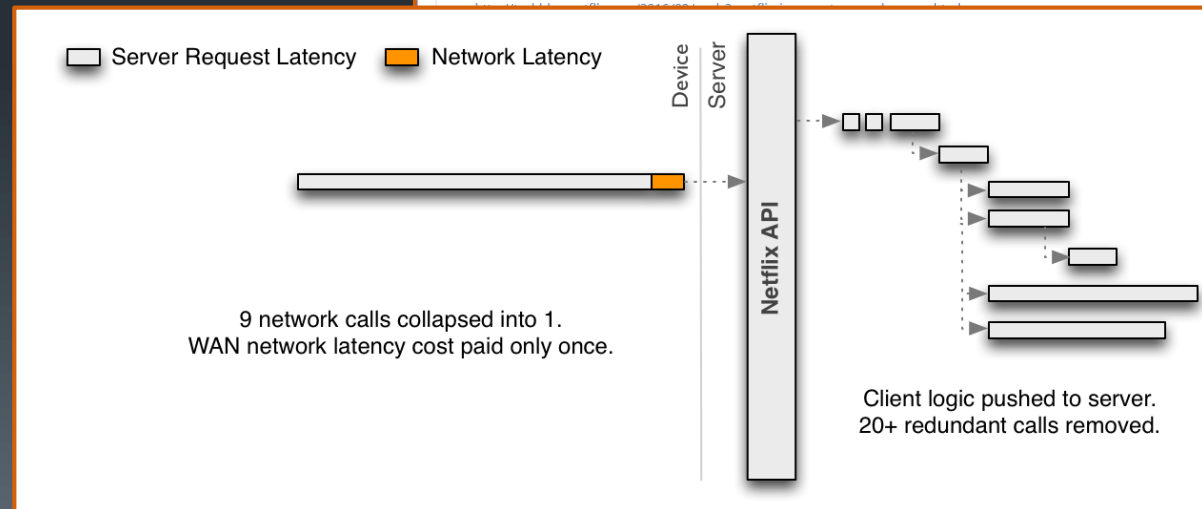 Server Request Latency
Network Latency
Device
Server
Netflix API
9 network calls collapsed into 1.
WAN network latency cost paid only once.
Client logic pushed to server.
20+ redundant calls removed.